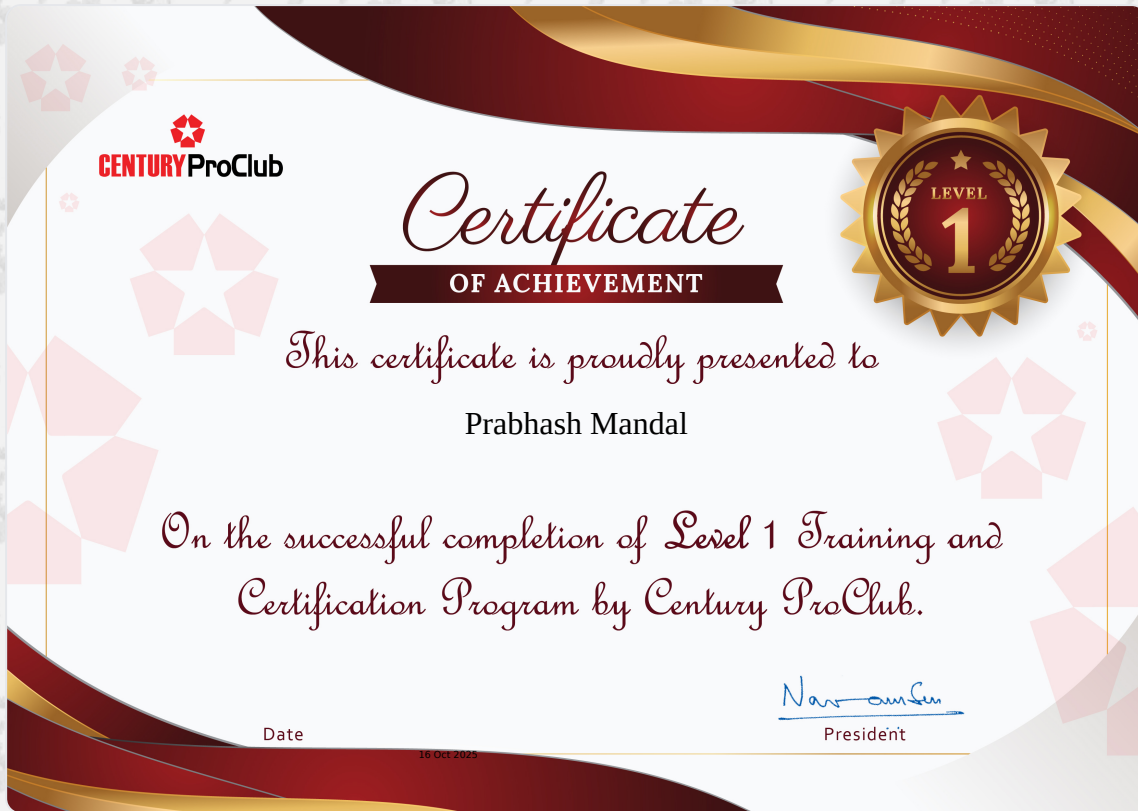 CENTURY ProClub
Certificate
OF ACHIEVEMENT
LEVEL
1
This certificate is proudly presented to
Prabhash Mandal
On the successful completion of Level 1 Training and
Certification Program by Century ProClub.
Date
President
16 Oct 2025